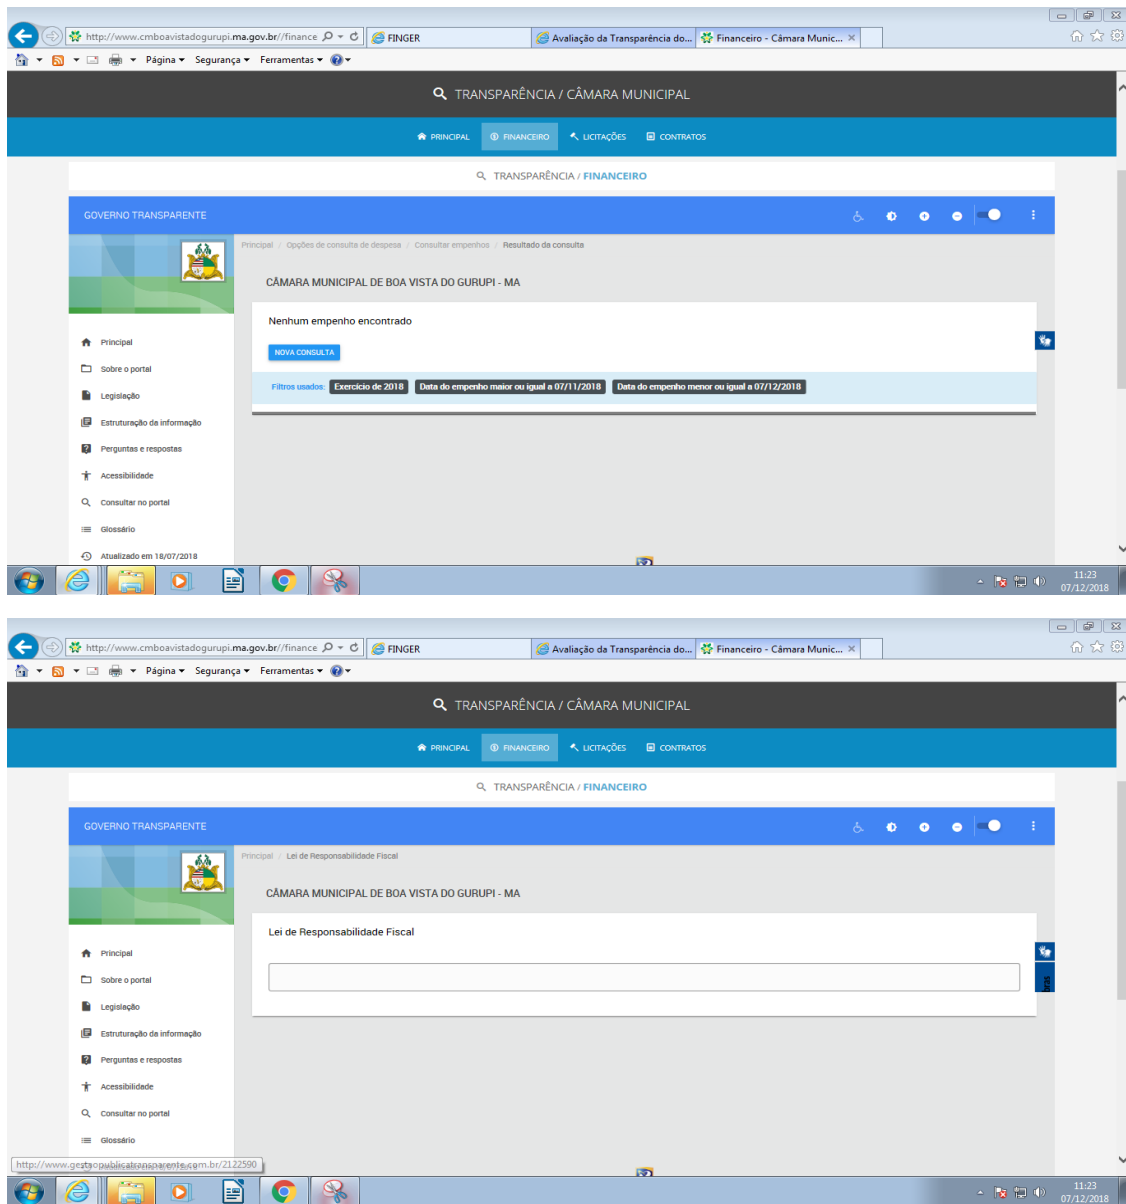 http://www.cmboavistadogurupi.ma.gov.br//finance
FINGER
Avaliação da Transparência do...
Financeiro - Câmara Munic...
Página
Segurança
Ferramentas
TRANSPARÊNCIA / CÂMARA MUNICIPAL
PRINCIPAL
FINANCEIRO
LICITAÇÕES
CONTRATOS
TRANSPARÊNCIA / FINANCEIRO
GOVERNO TRANSPARENTE
Principal / Opções de consulta de despesa / Consultar empenhos / Resultado da consulta
CÂMARA MUNICIPAL DE BOA VISTA DO GURUPI - MA
Nenhum empenho encontrado
NOVA CONSULTA
Filtros usados: Exercício de 2018 Data do empenho maior ou igual a 07/11/2018 Data do empenho menor ou igual a 07/12/2018
Principal
Sobre o portal
Legislação
Estruturação da informação
Perguntas e respostas
Acessibilidade
Consultar no portal
Glossário
Atualizado em 18/07/2018
11:23
07/12/2018
http://www.cmboavistadogurupi.ma.gov.br//finance
FINGER
Avaliação da Transparência do...
Financeiro - Câmara Munic...
Página
Segurança
Ferramentas
TRANSPARÊNCIA / CÂMARA MUNICIPAL
PRINCIPAL
FINANCEIRO
LICITAÇÕES
CONTRATOS
TRANSPARÊNCIA / FINANCEIRO
GOVERNO TRANSPARENTE
Principal / Lei de Responsabilidade Fiscal
CÂMARA MUNICIPAL DE BOA VISTA DO GURUPI - MA
Lei de Responsabilidade Fiscal
Principal
Sobre o portal
Legislação
Estruturação da informação
Perguntas e respostas
Acessibilidade
Consultar no portal
Glossário
http://www.gestaopublicatransparente.com.br/2122590
11:23
07/12/2018